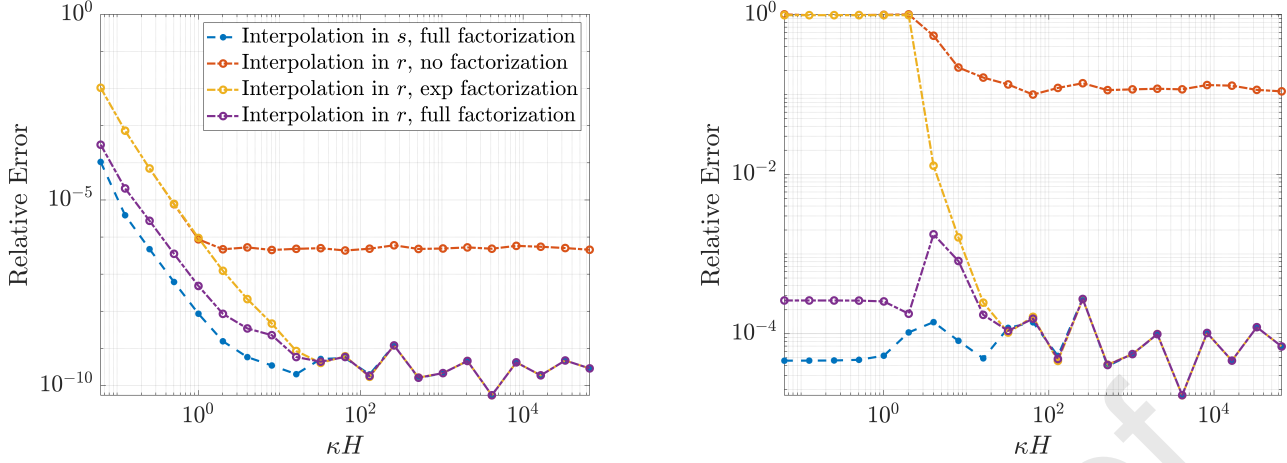 10^0
10^-5
10^-10
Relative Error
10^0
10^2
10^4
κH
Interpolation in s, full factorization
Interpolation in r, no factorization
Interpolation in r, exp factorization
Interpolation in r, full factorization
10^0
10^-2
10^-4
Relative Error
10^0
10^2
10^4
κH